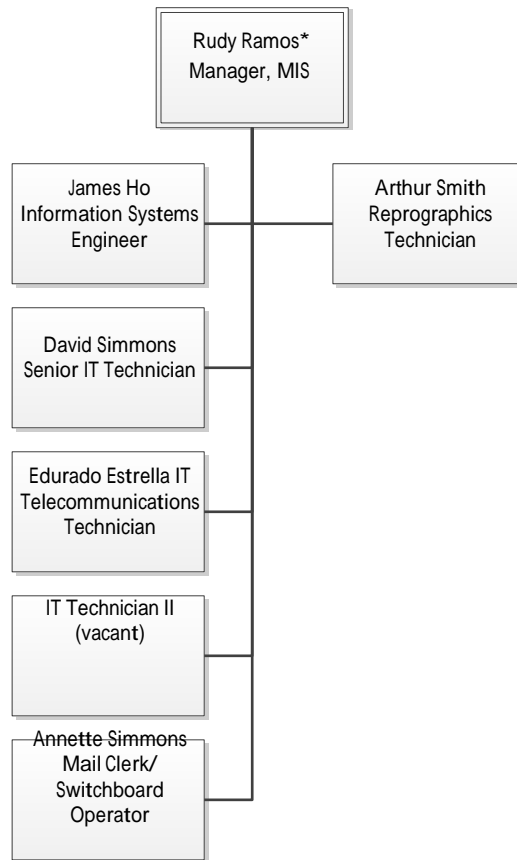 Rudy Ramos*
Manager, MIS
James Ho
Information Systems
Engineer
Arthur Smith
Reprographics
Technician
David Simmons
Senior IT Technician
Edurado Estrella IT
Telecommunications
Technician
IT Technician II
(vacant)
Annette Simmons
Mail Clerk/
Switchboard
Operator